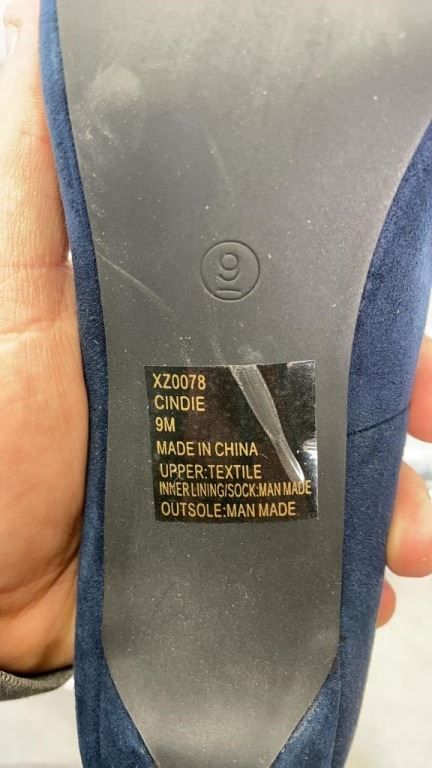 9
XZ0078
CINDIE
9M
MADE IN CHINA
UPPER:TEXTILE
INNER LINING/SOCK:MAN MADE
OUTSOLE:MAN MADE